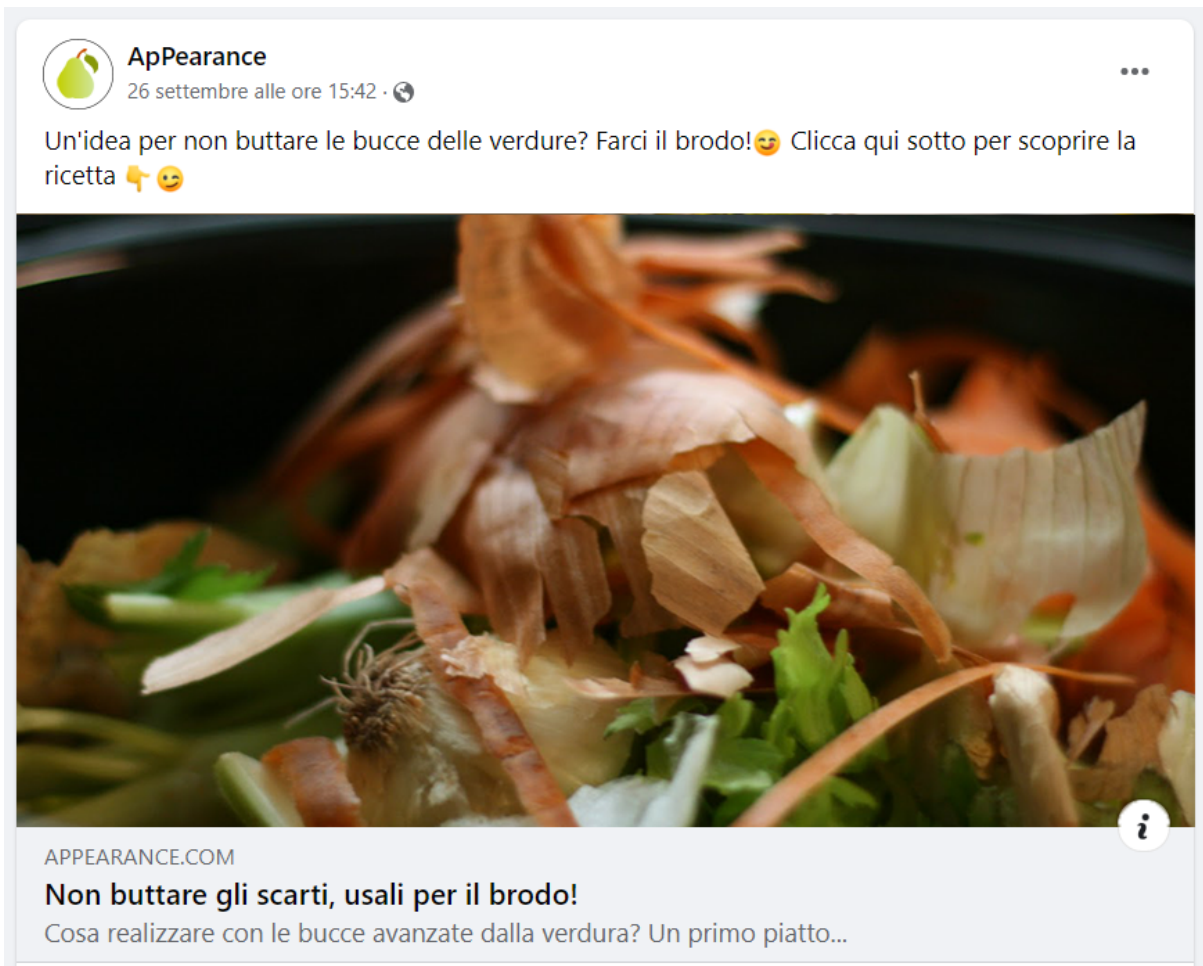 ApPearance
26 settembre alle ore 15:42 ·
Un'idea per non buttare le bucce delle verdure? Farci il brodo!😋 Clicca qui sotto per scoprire la
ricetta 👇 😉
APPEARANCE.COM
Non buttare gli scarti, usali per il brodo!
Cosa realizzare con le bucce avanzate dalla verdura? Un primo piatto...